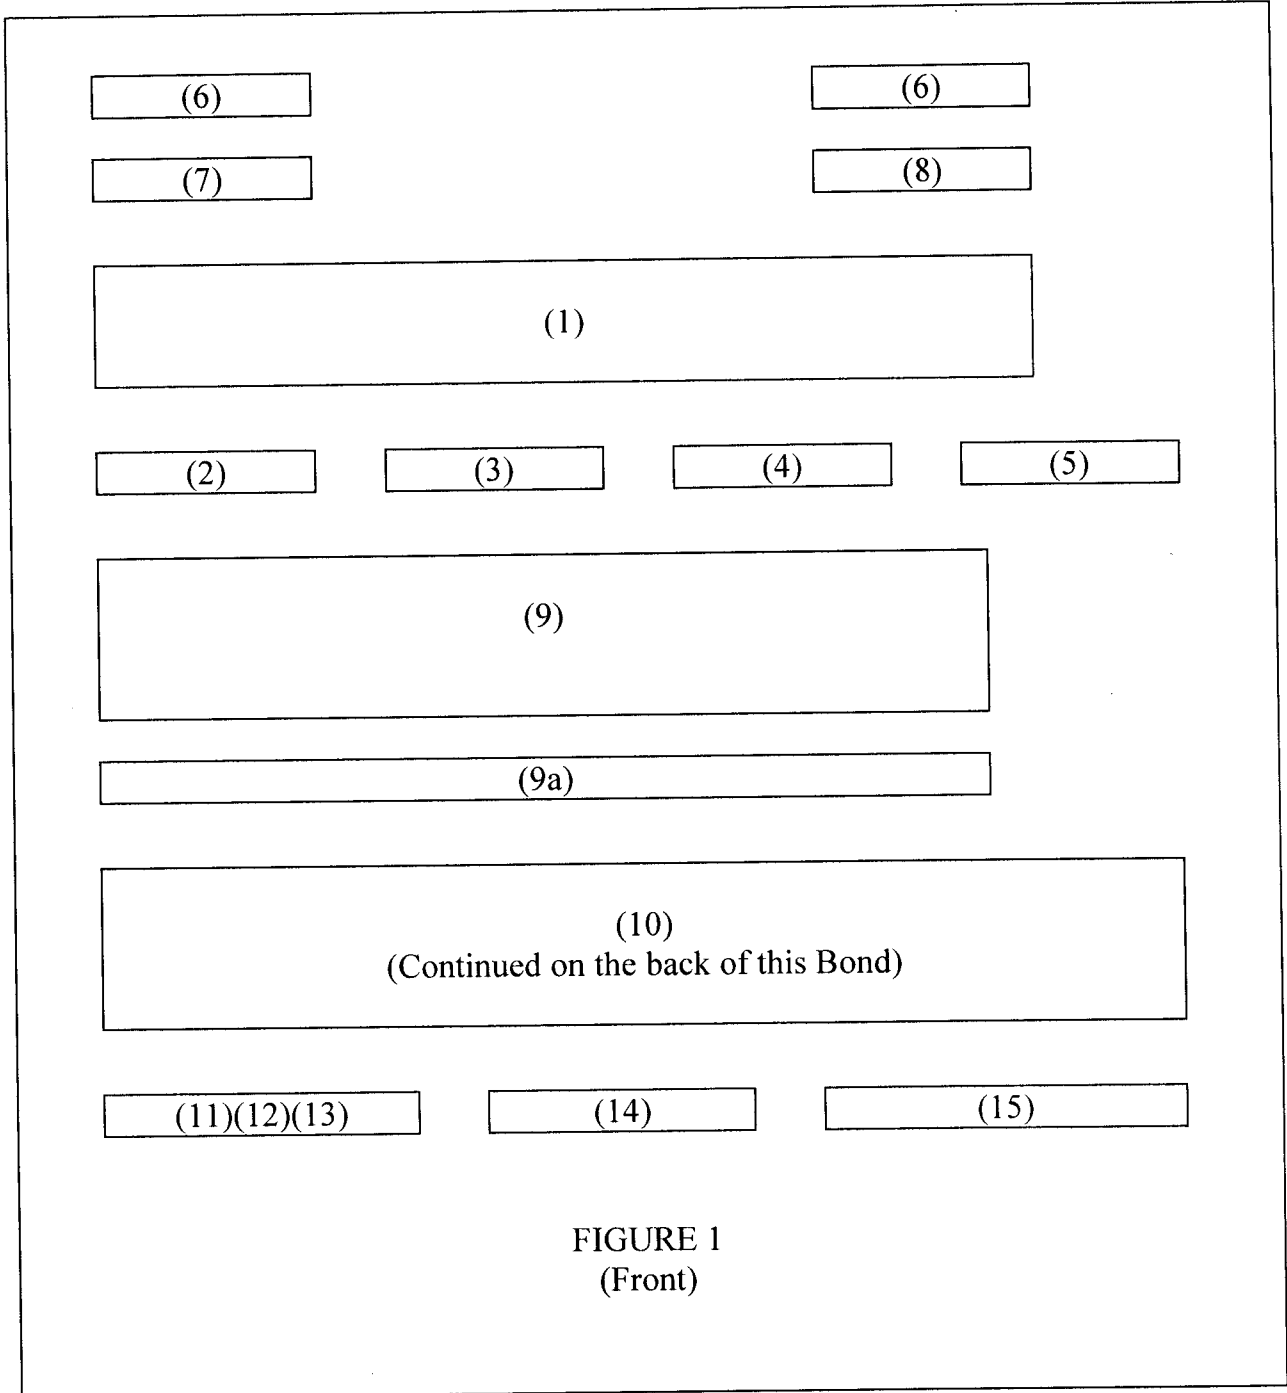 (6) (6)
(7) (8)
(1)
(2) (3) (4) (5)
(9)
(9a)
(10)
(Continued on the back of this Bond)
(11)(12)(13) (14) (15)
FIGURE 1
(Front)